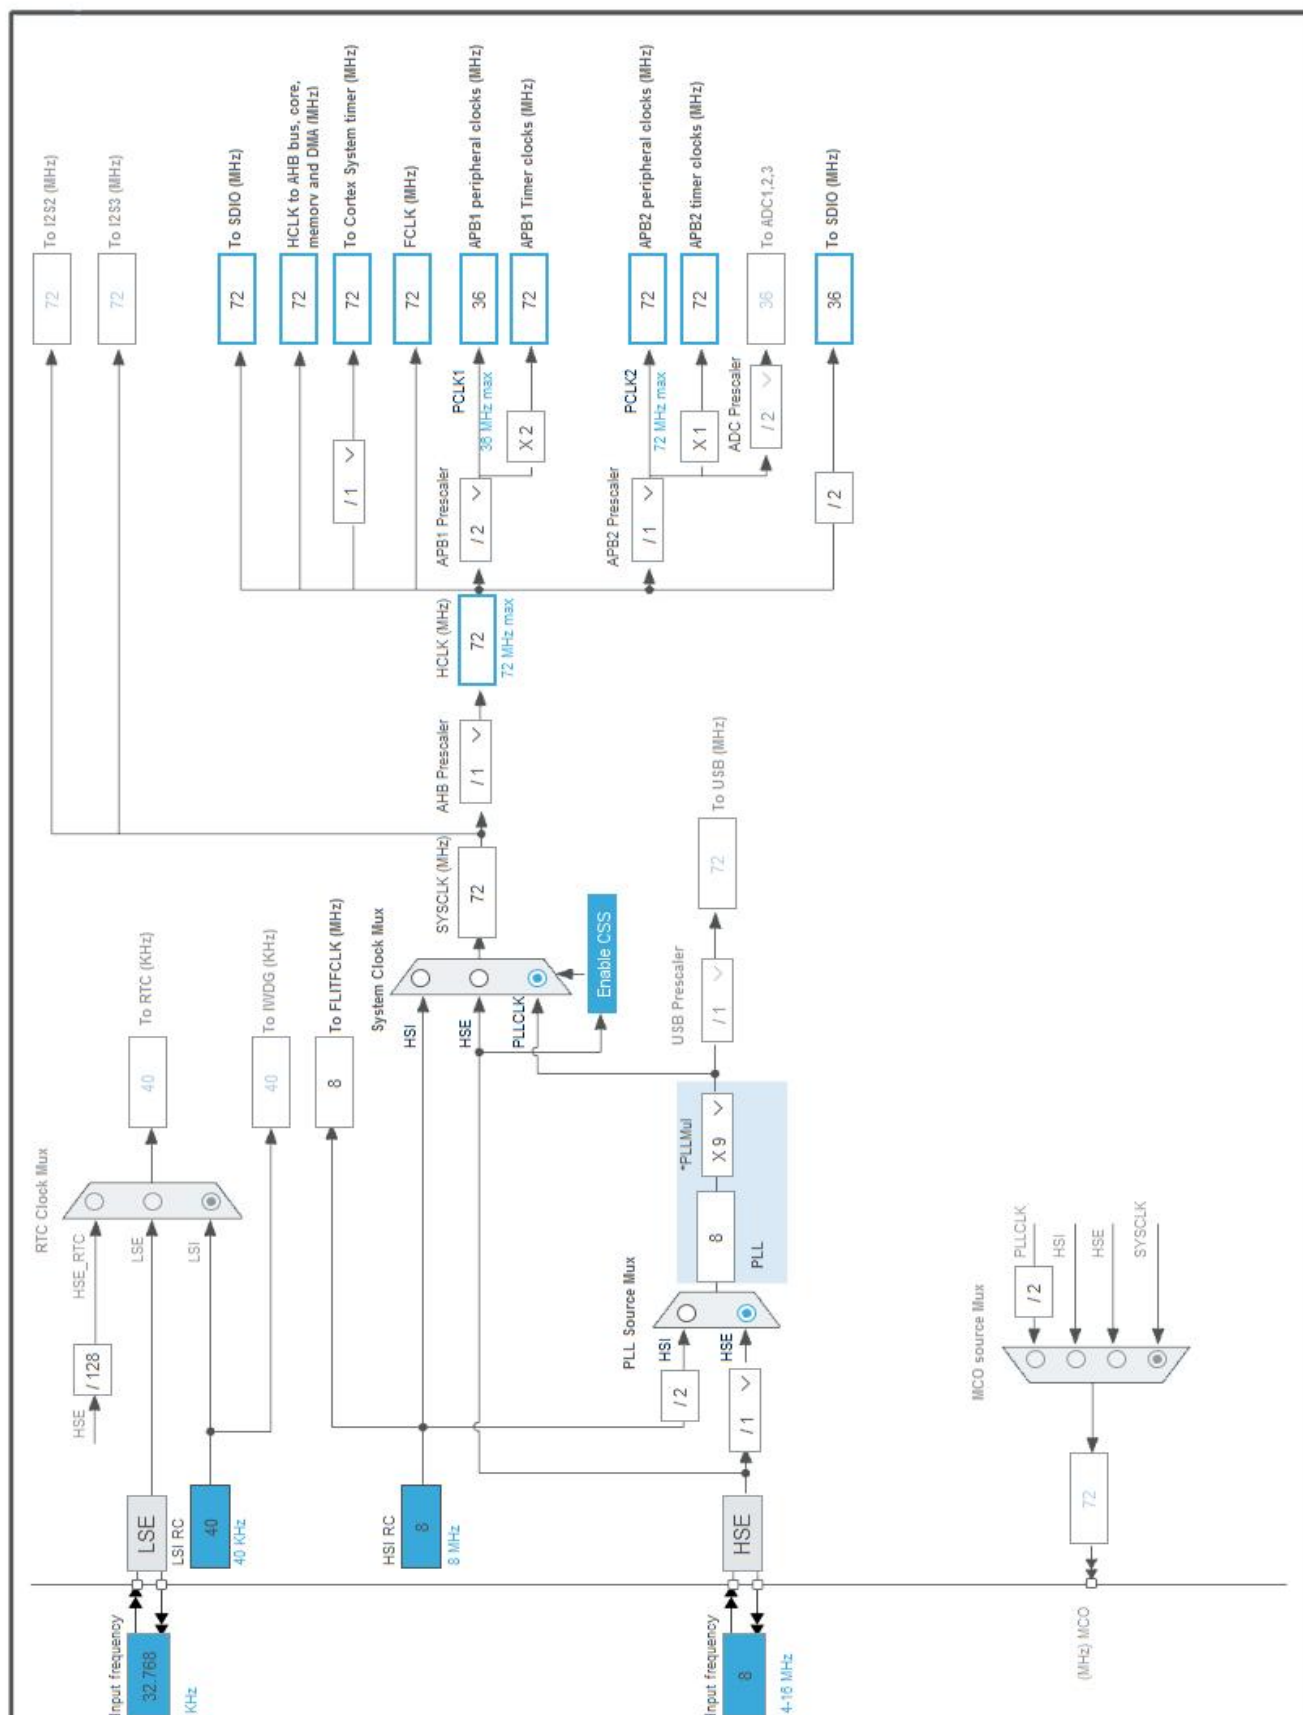 To I2S2 (MHz)
72
To I2S3 (MHz)
72
RTC Clock Mux
HSE
/ 128
HSE_RTC
LSE
LSI
40
To RTC (KHz)
Input frequency
32.768
KHz
LSE
LSI RC
40
40 KHz
40
To IWDG (KHz)
8
To FLITFCLK (MHz)
HSI RC
8
8 MHz
System Clock Mux
HSI
HSE
PLLCLK
Enable CSS
SYSCLK (MHz)
72
AHB Prescaler
/ 1
HCLK (MHz)
72
72 MHz max
72
To SDIO (MHz)
72
HCLK to AHB bus, core,
memory and DMA (MHz)
/ 1
72
To Cortex System timer (MHz)
72
FCLK (MHz)
APB1 Prescaler
/ 2
PCLK1
36 MHz max
36
APB1 peripheral clocks (MHz)
X 2
72
APB1 Timer clocks (MHz)
APB2 Prescaler
/ 1
PCLK2
72 MHz max
72
APB2 peripheral clocks (MHz)
X 1
72
APB2 timer clocks (MHz)
ADC Prescaler
/ 2
36
To ADC1,2,3
/ 2
36
To SDIO (MHz)
Input frequency
8
4-16 MHz
HSE
/ 1
/ 2
PLL Source Mux
HSI
HSE
8
*PLLMul
X 9
PLL
USB Prescaler
/ 1
72
To USB (MHz)
MCO source Mux
PLLCLK
/ 2
HSI
HSE
SYSCLK
72
(MHz) MCO